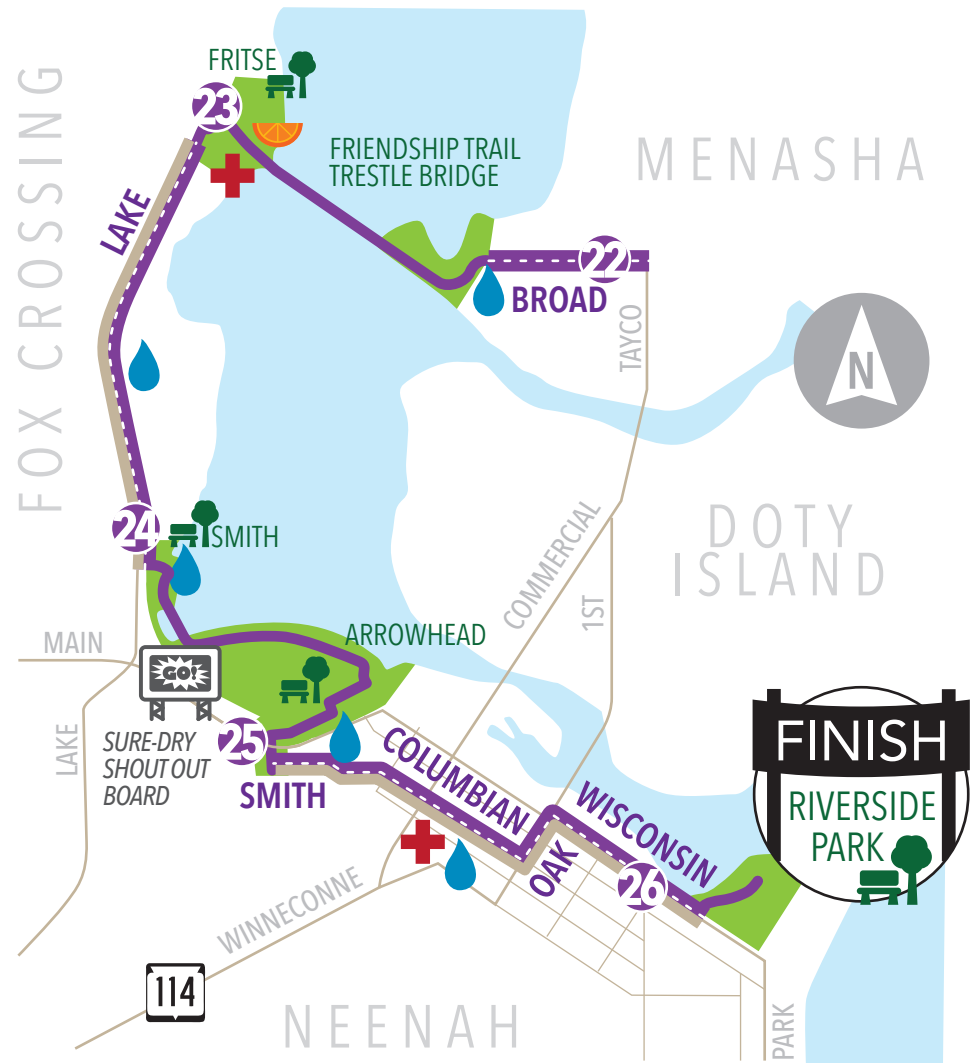 FRITSE
23
FOX CROSSING
MENASHA
FRIENDSHIP TRAIL
TRESTLE BRIDGE
LAKE
22
BROAD
TAYCO
N
24
SMITH
DOTY
ISLAND
COMMERCIAL
1ST
ARROWHEAD
MAIN
GO!
LAKE
SURE-DRY
SHOUT OUT
BOARD
25
SMITH
COLUMBIAN
WISCONSIN
OAK
26
FINISH
RIVERSIDE
PARK
WINNECONNE
114
NEENAH
PARK